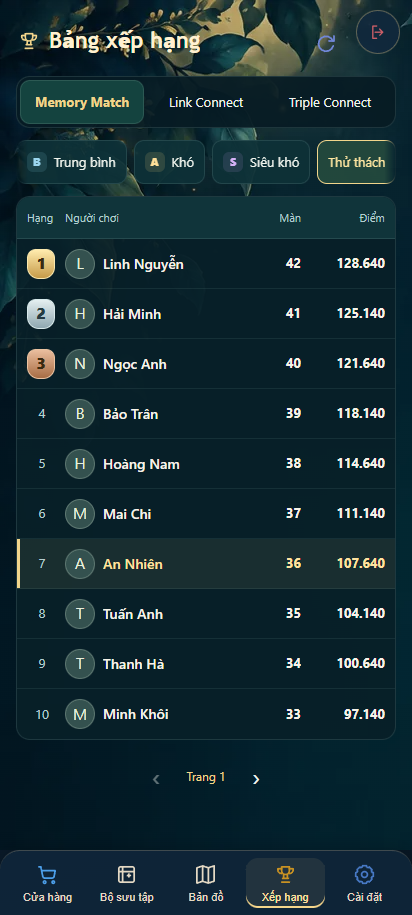 Bảng xếp hạng
Memory Match Link Connect Triple Connect
B Trung bình A Khó S Siêu khó Thử thách
Hạng Người chơi Màn Điểm
1 L Linh Nguyễn 42 128.640
2 H Hải Minh 41 125.140
3 N Ngọc Anh 40 121.640
4 B Bảo Trân 39 118.140
5 H Hoàng Nam 38 114.640
6 M Mai Chi 37 111.140
7 A An Nhiên 36 107.640
8 T Tuấn Anh 35 104.140
9 T Thanh Hà 34 100.640
10 M Minh Khôi 33 97.140
‹ Trang 1 ›
Cửa hàng Bộ sưu tập Bản đồ Xếp hạng Cài đặt